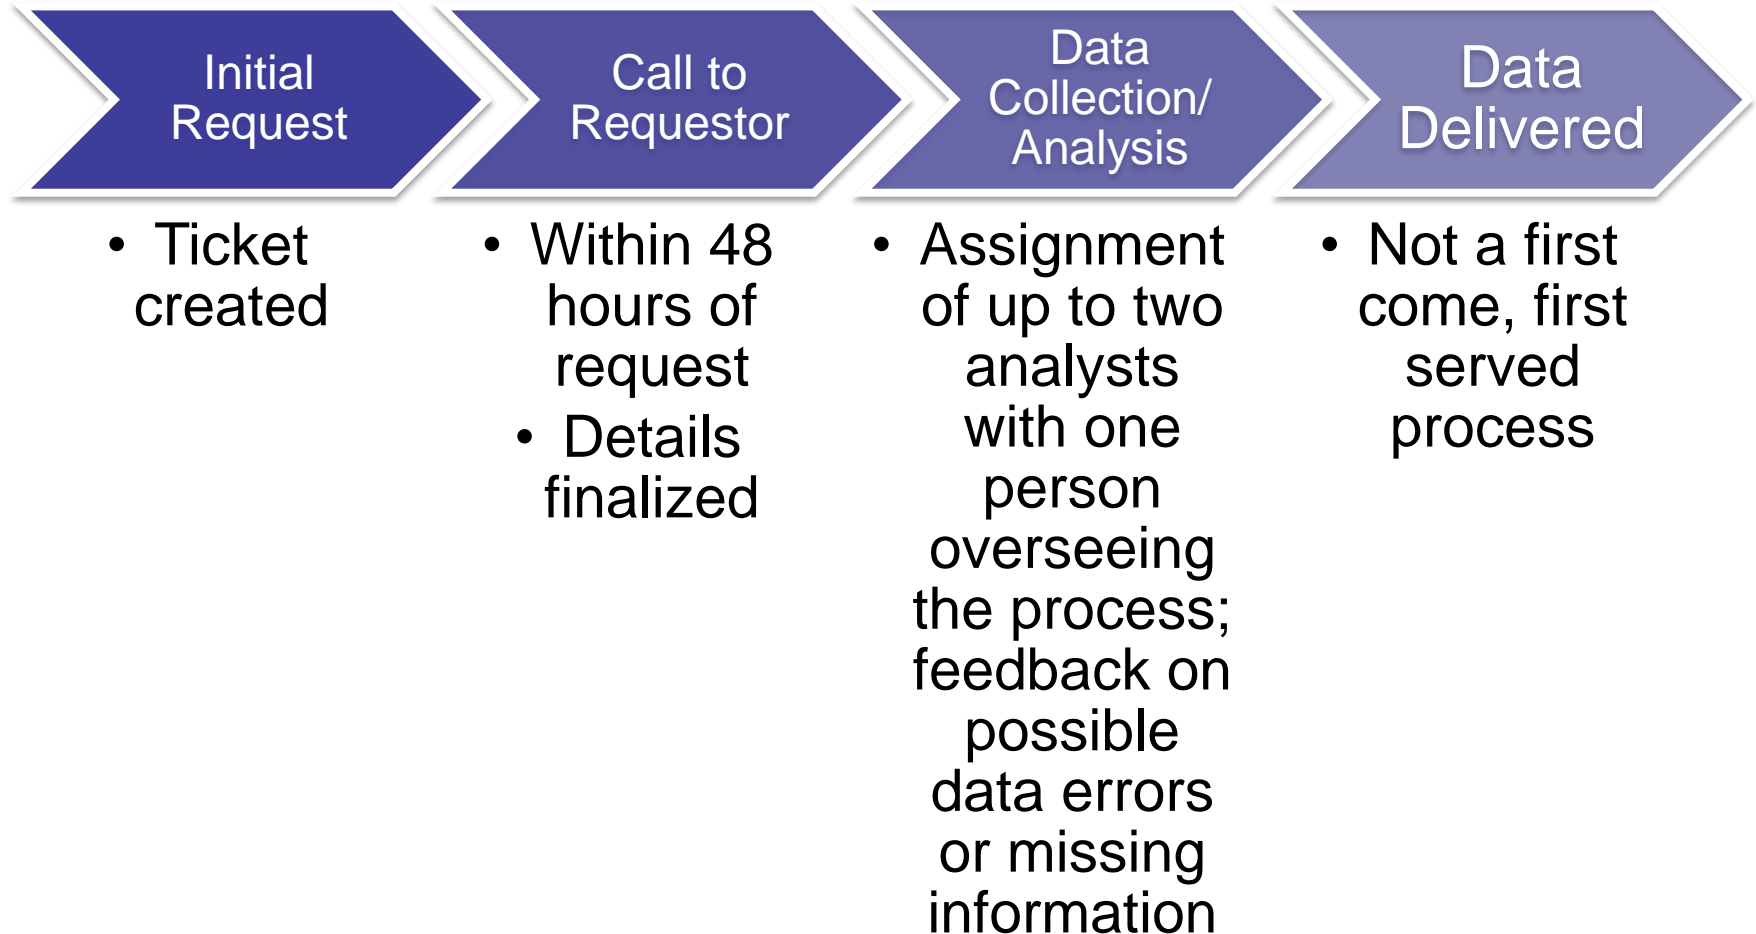 Initial
Request
Call to
Requestor
Data
Collection/
Analysis
Data
Delivered
• Ticket
created
• Within 48
hours of
request
• Details
finalized
• Assignment
of up to two
analysts
with one
person
overseeing
the process;
feedback on
possible
data errors
or missing
information
• Not a first
come, first
served
process